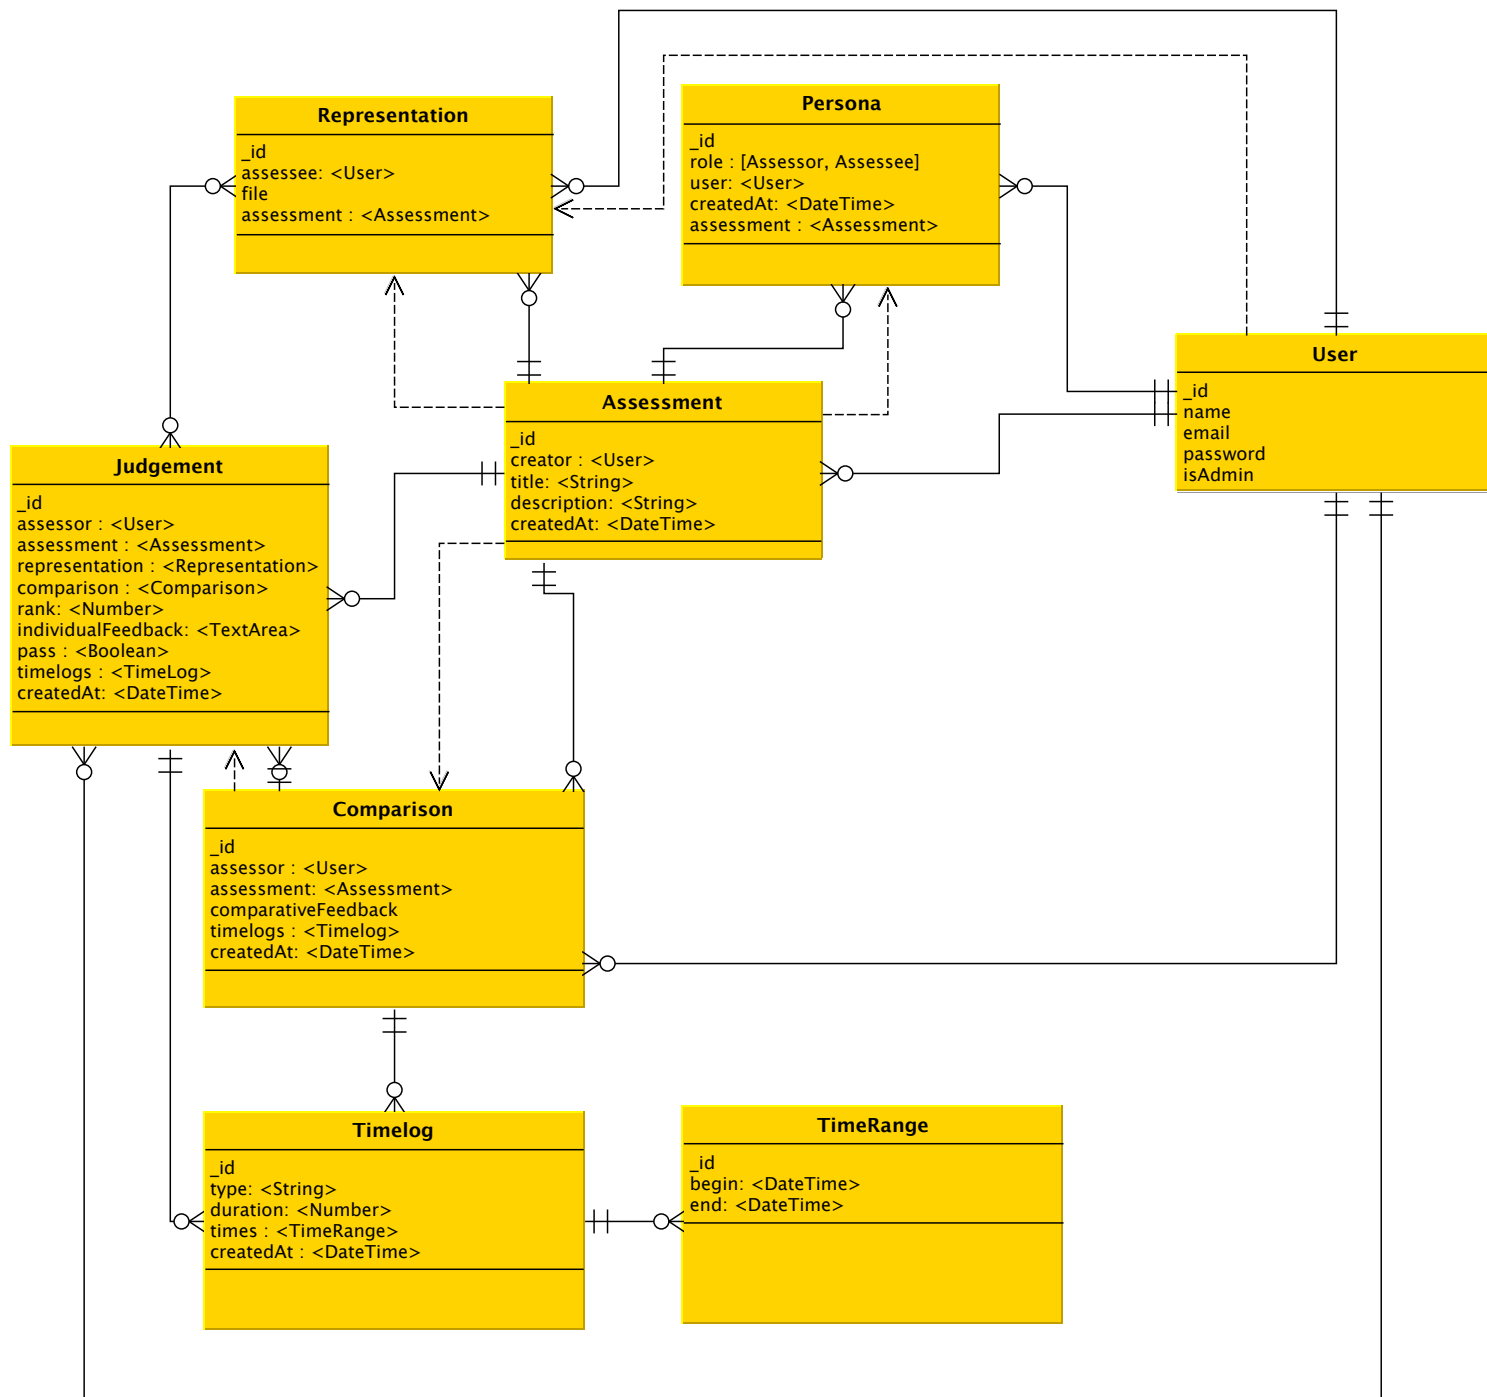 Representation
_id
assessee: <User>
file
assessment : <Assessment>
Persona
_id
role : [Assessor, Assessee]
user: <User>
createdAt: <DateTime>
assessment : <Assessment>
User
_id
name
email
password
isAdmin
Assessment
_id
creator : <User>
title: <String>
description: <String>
createdAt: <DateTime>
Judgement
_id
assessor : <User>
assessment : <Assessment>
representation : <Representation>
comparison : <Comparison>
rank: <Number>
individualFeedback: <TextArea>
pass : <Boolean>
timelogs : <TimeLog>
createdAt: <DateTime>
Comparison
_id
assessor : <User>
assessment: <Assessment>
comparativeFeedback
timelogs : <Timelog>
createdAt: <DateTime>
Timelog
_id
type: <String>
duration: <Number>
times : <TimeRange>
createdAt : <DateTime>
TimeRange
_id
begin: <DateTime>
end: <DateTime>